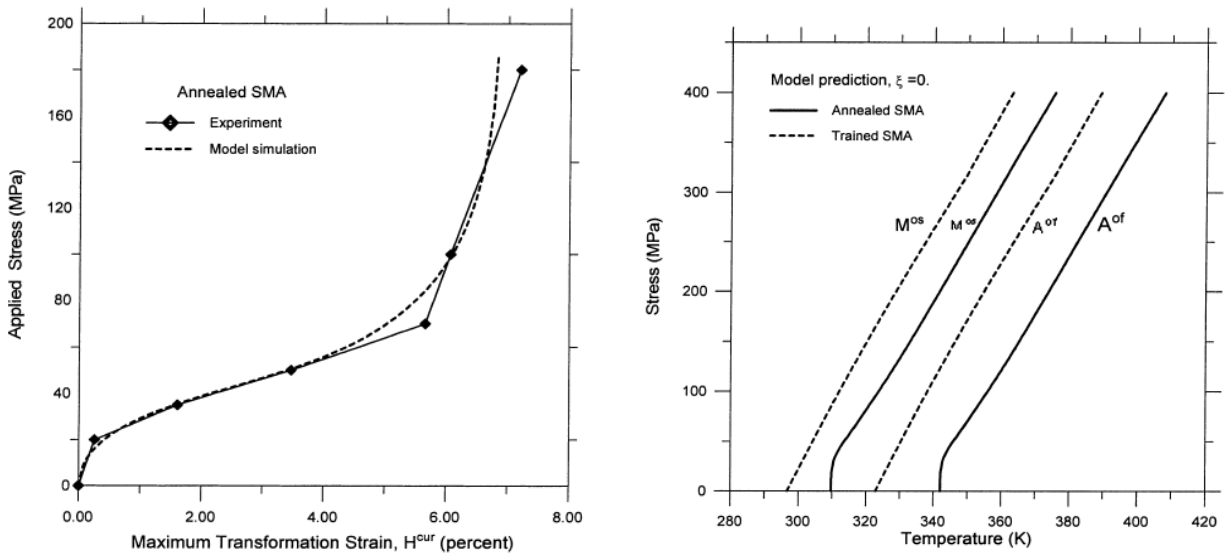 200
160
120
80
40
0
0.00
2.00
4.00
6.00
8.00
Applied Stress (MPa)
Maximum Transformation Strain, H^cur (percent)
Annealed SMA
Experiment
Model simulation
400
300
200
100
0
280
300
320
340
360
380
400
420
Stress (MPa)
Temperature (K)
Model prediction, ξ =0.
Annealed SMA
Trained SMA
M^os
M^os
A^of
A^of